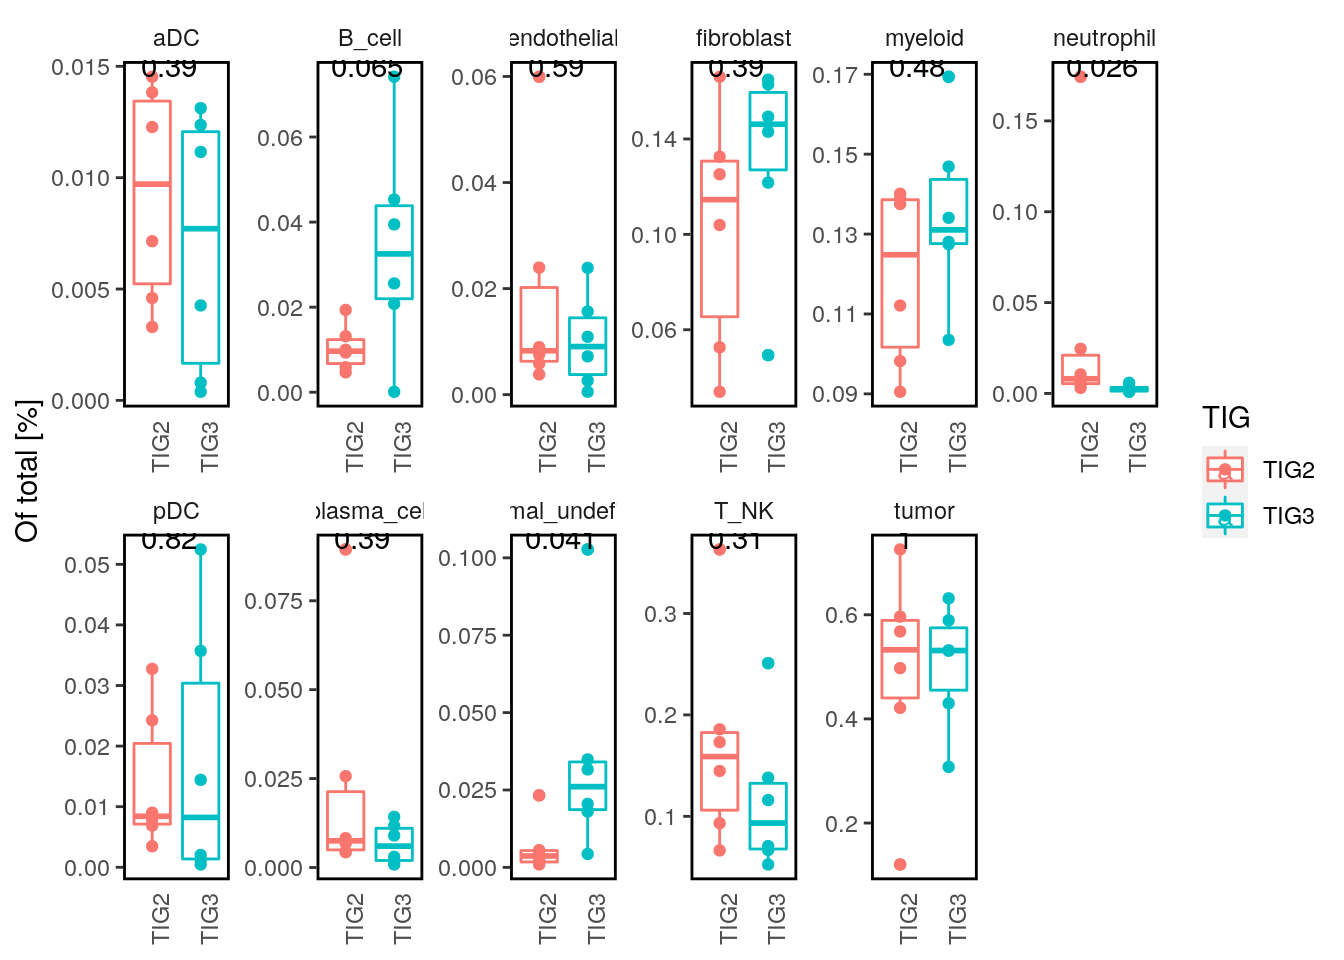 aDC
B_cell
endothelial
fibroblast
myeloid
neutrophil
0.39
0.065
0.59
0.39
0.48
0.026
0.015
0.010
0.005
0.000
0.06
0.04
0.02
0.00
0.06
0.04
0.02
0.00
0.14
0.10
0.06
0.17
0.15
0.13
0.11
0.09
0.15
0.10
0.05
0.00
TIG2
TIG3
TIG2
TIG3
TIG2
TIG3
TIG2
TIG3
TIG2
TIG3
TIG2
TIG3
Of total [%]
pDC
plasma_cel
mal_undef
T_NK
tumor
0.82
0.39
0.041
0.31
1
0.05
0.04
0.03
0.02
0.01
0.00
0.075
0.050
0.025
0.000
0.100
0.075
0.050
0.025
0.000
0.3
0.2
0.1
0.6
0.4
0.2
TIG2
TIG3
TIG2
TIG3
TIG2
TIG3
TIG2
TIG3
TIG2
TIG3
TIG
TIG2
TIG3